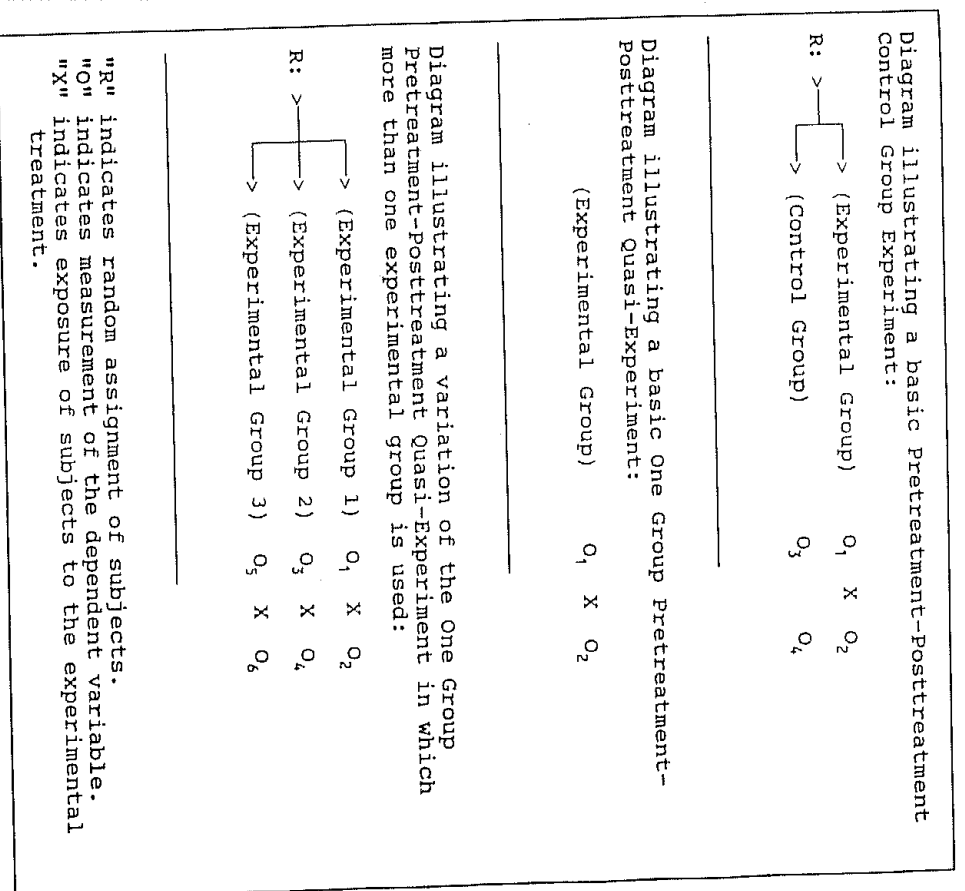 Diagram illustrating a basic Pretreatment-Posttreatment
Control Group Experiment:
(Experimental Group) O₁ X O₂
R: >
(Control Group) O₃ O₄
Diagram illustrating a basic One Group Pretreatment-
Posttreatment Quasi-Experiment:
(Experimental Group) O₁ X O₂
Diagram illustrating a variation of the One Group
Pretreatment-Posttreatment Quasi-Experiment in which
more than one experimental group is used:
(Experimental Group 1) O₁ X O₂
R: > (Experimental Group 2) O₃ X O₄
(Experimental Group 3) O₅ X O₆
"R" indicates random assignment of subjects.
"O" indicates measurement of the dependent variable.
"X" indicates exposure of subjects to the experimental
treatment.